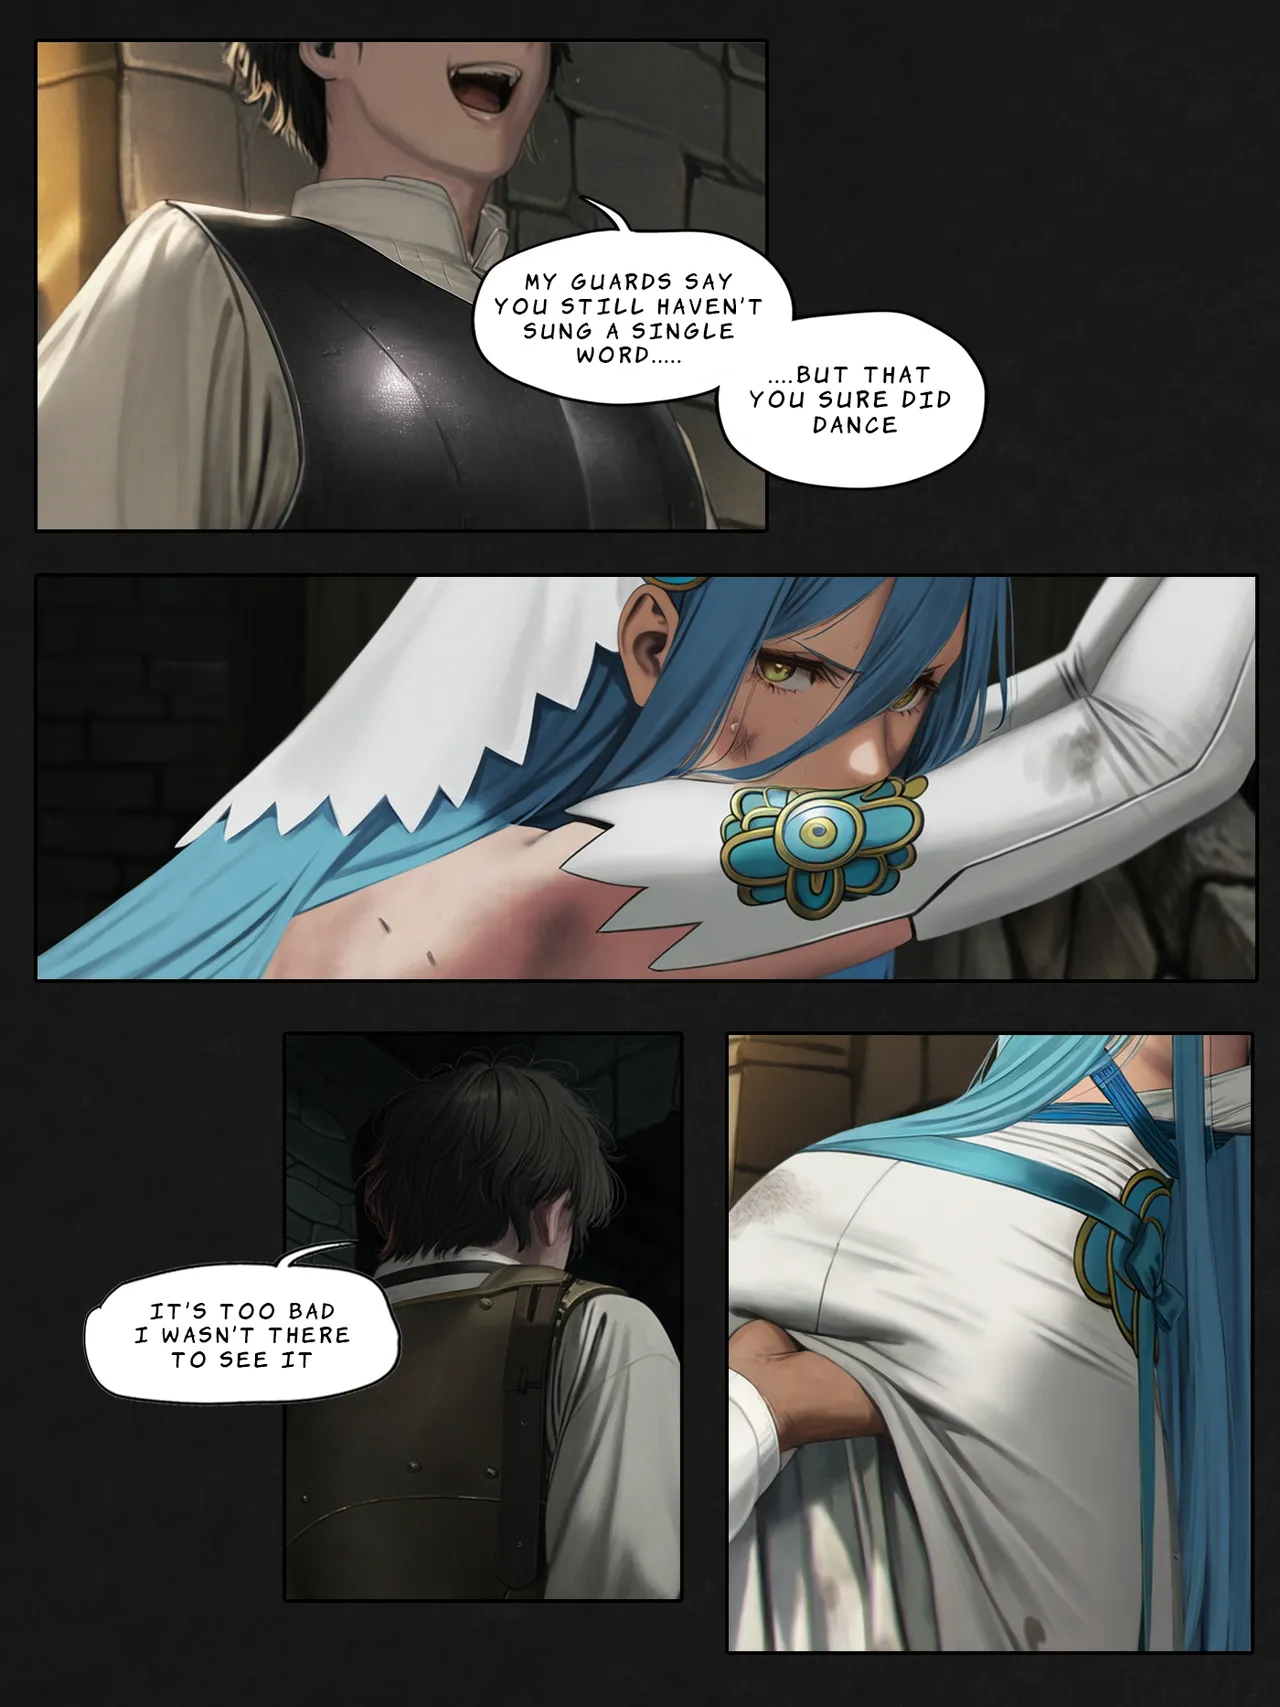 MY GUARDS SAY
YOU STILL HAVEN'T
SUNG A SINGLE
WORD.....
....BUT THAT
YOU SURE DID
DANCE
IT'S TOO BAD
I WASN'T THERE
TO SEE IT